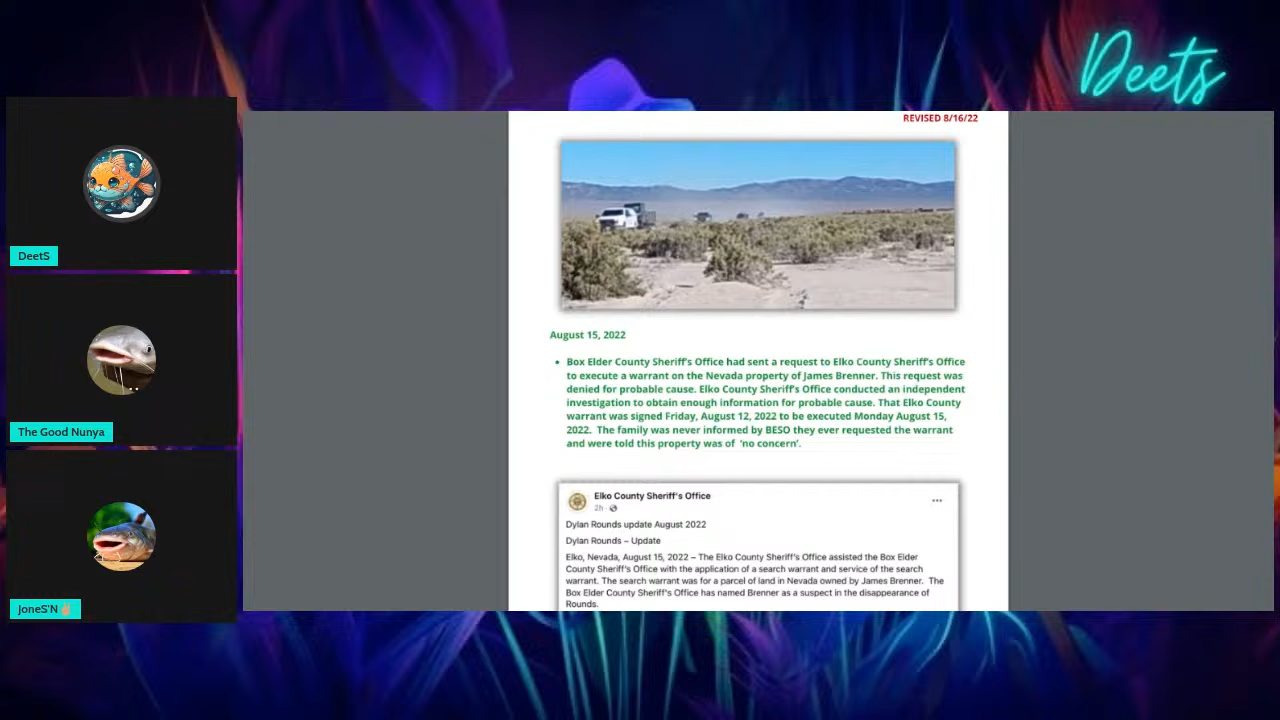 Deets
REVISED 8/16/22
August 15, 2022
• Box Elder County Sheriff's Office had sent a request to Elko County Sheriff's Office
to execute a warrant on the Nevada property of James Brenner. This request was
denied for probable cause. Elko County Sheriff's Office conducted an independent
investigation to obtain enough information for probable cause. That Elko County
warrant was signed Friday, August 12, 2022 to be executed Monday August 15,
2022. The family was never informed by BESO they ever requested the warrant
and were told this property was of 'no concern'.
Elko County Sheriff's Office
2h ·
Dylan Rounds update August 2022
Dylan Rounds – Update
Elko, Nevada, August 15, 2022 – The Elko County Sheriff's Office assisted the Box Elder
County Sheriff's Office with the application of a search warrant and service of the search
warrant. The search warrant was for a parcel of land in Nevada owned by James Brenner. The
Box Elder County Sheriff's Office has named Brenner as a suspect in the disappearance of
Rounds.
DeetS
The Good Nunya
JoneS'N✌🏼